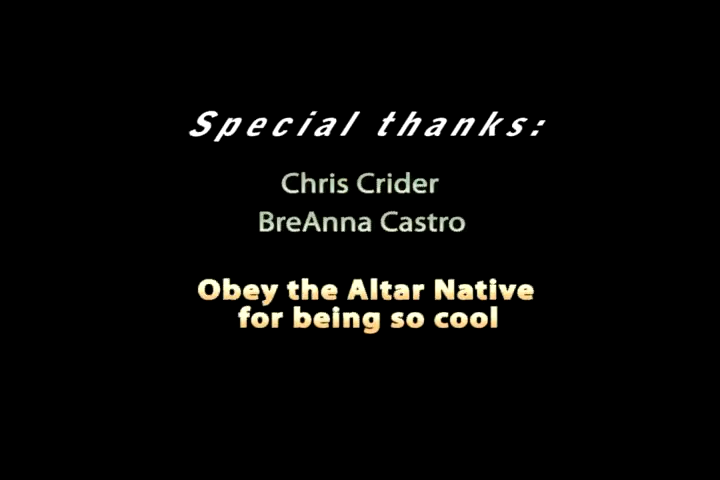 Special thanks:
Chris Crider
BreAnna Castro
Obey the Altar Native
for being so cool